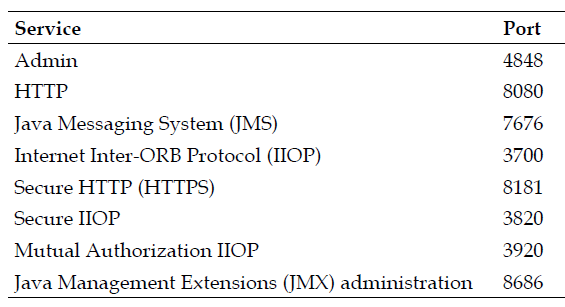 Service Port
Admin 4848
HTTP 8080
Java Messaging System (JMS) 7676
Internet Inter-ORB Protocol (IIOP) 3700
Secure HTTP (HTTPS) 8181
Secure IIOP 3820
Mutual Authorization IIOP 3920
Java Management Extensions (JMX) administration 8686